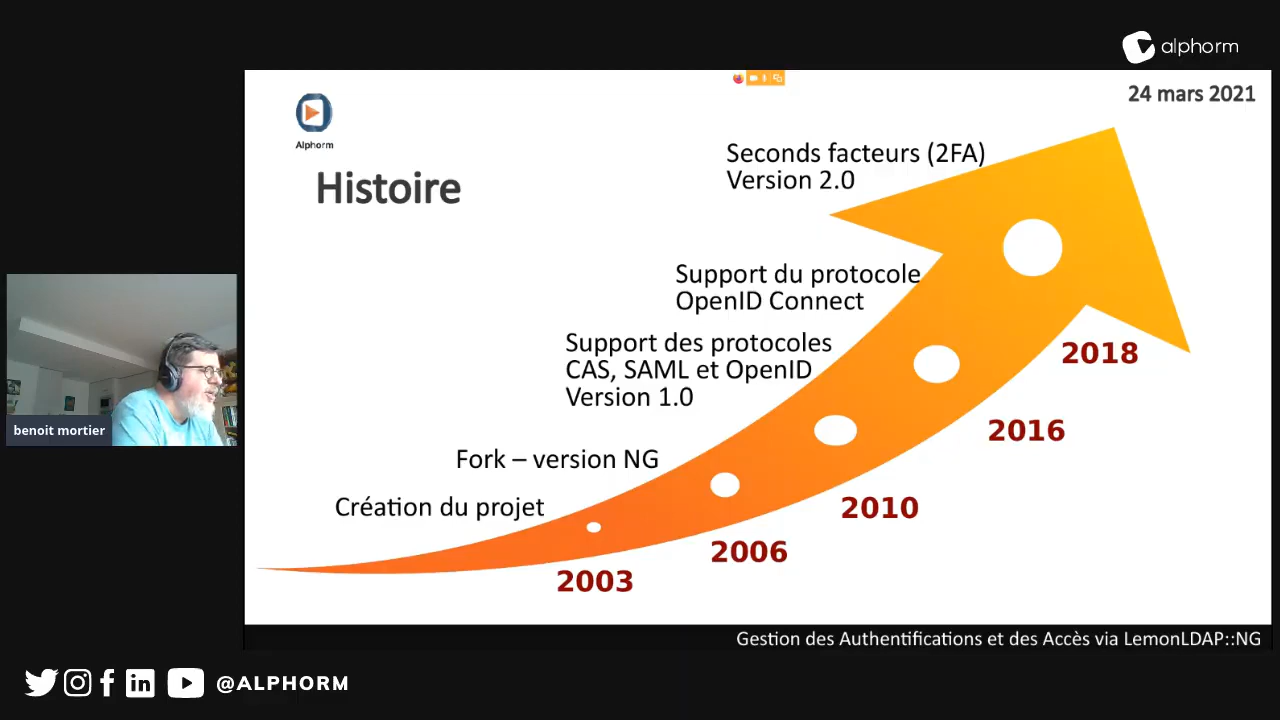 alphorm
24 mars 2021
Alphorm
Histoire
Seconds facteurs (2FA)
Version 2.0
Support du protocole
OpenID Connect
Support des protocoles
CAS, SAML et OpenID
Version 1.0
Fork – version NG
Création du projet
2003
2006
2010
2016
2018
benoit mortier
Gestion des Authentifications et des Accès via LemonLDAP::NG
@ALPHORM